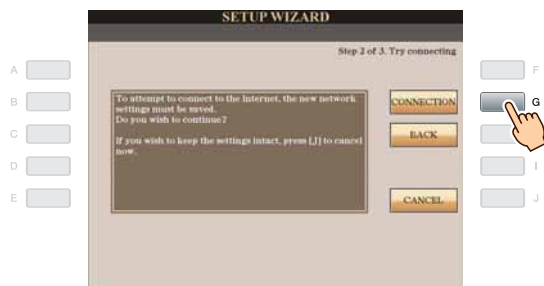 SETUP WIZARD
Step 2 of 3. Try connecting
To attempt to connect to the Internet, the new network
settings must be saved.
Do you wish to continue?
If you wish to keep the settings intact, press [J] to cancel
now.
CONNECTION
BACK
CANCEL
A
B
C
D
E
F
G
I
J